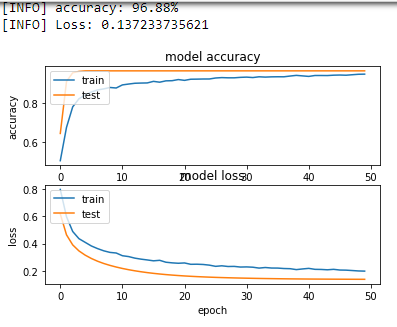 [INFO] accuracy: 96.88%
[INFO] Loss: 0.137233735621
model accuracy
accuracy
0.8
0.6
train
test
0 10 20 30 40 50
model loss
loss
0.8
0.6
0.4
0.2
train
test
0 10 20 30 40 50
epoch